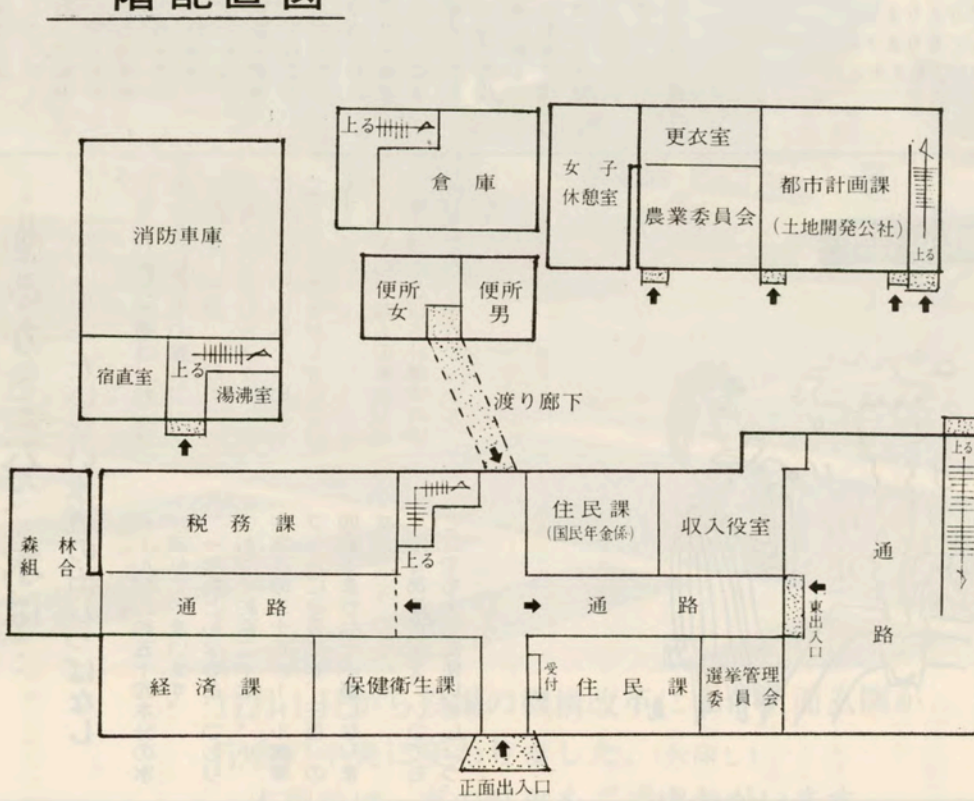 階配置図
上る
倉庫
女子
休憩室
更衣室
農業委員会
都市計画課
(土地開発公社)
上る
消防車庫
宿直室
上る
湯沸室
便所
女
便所
男
渡り廊下
森林
組合
税務課
上る
住民課
(国民年金係)
収入役室
上る
通路
通路
通路
東出入口
経済課
保健衛生課
受付
住民課
選挙管理
委員会
正面出入口